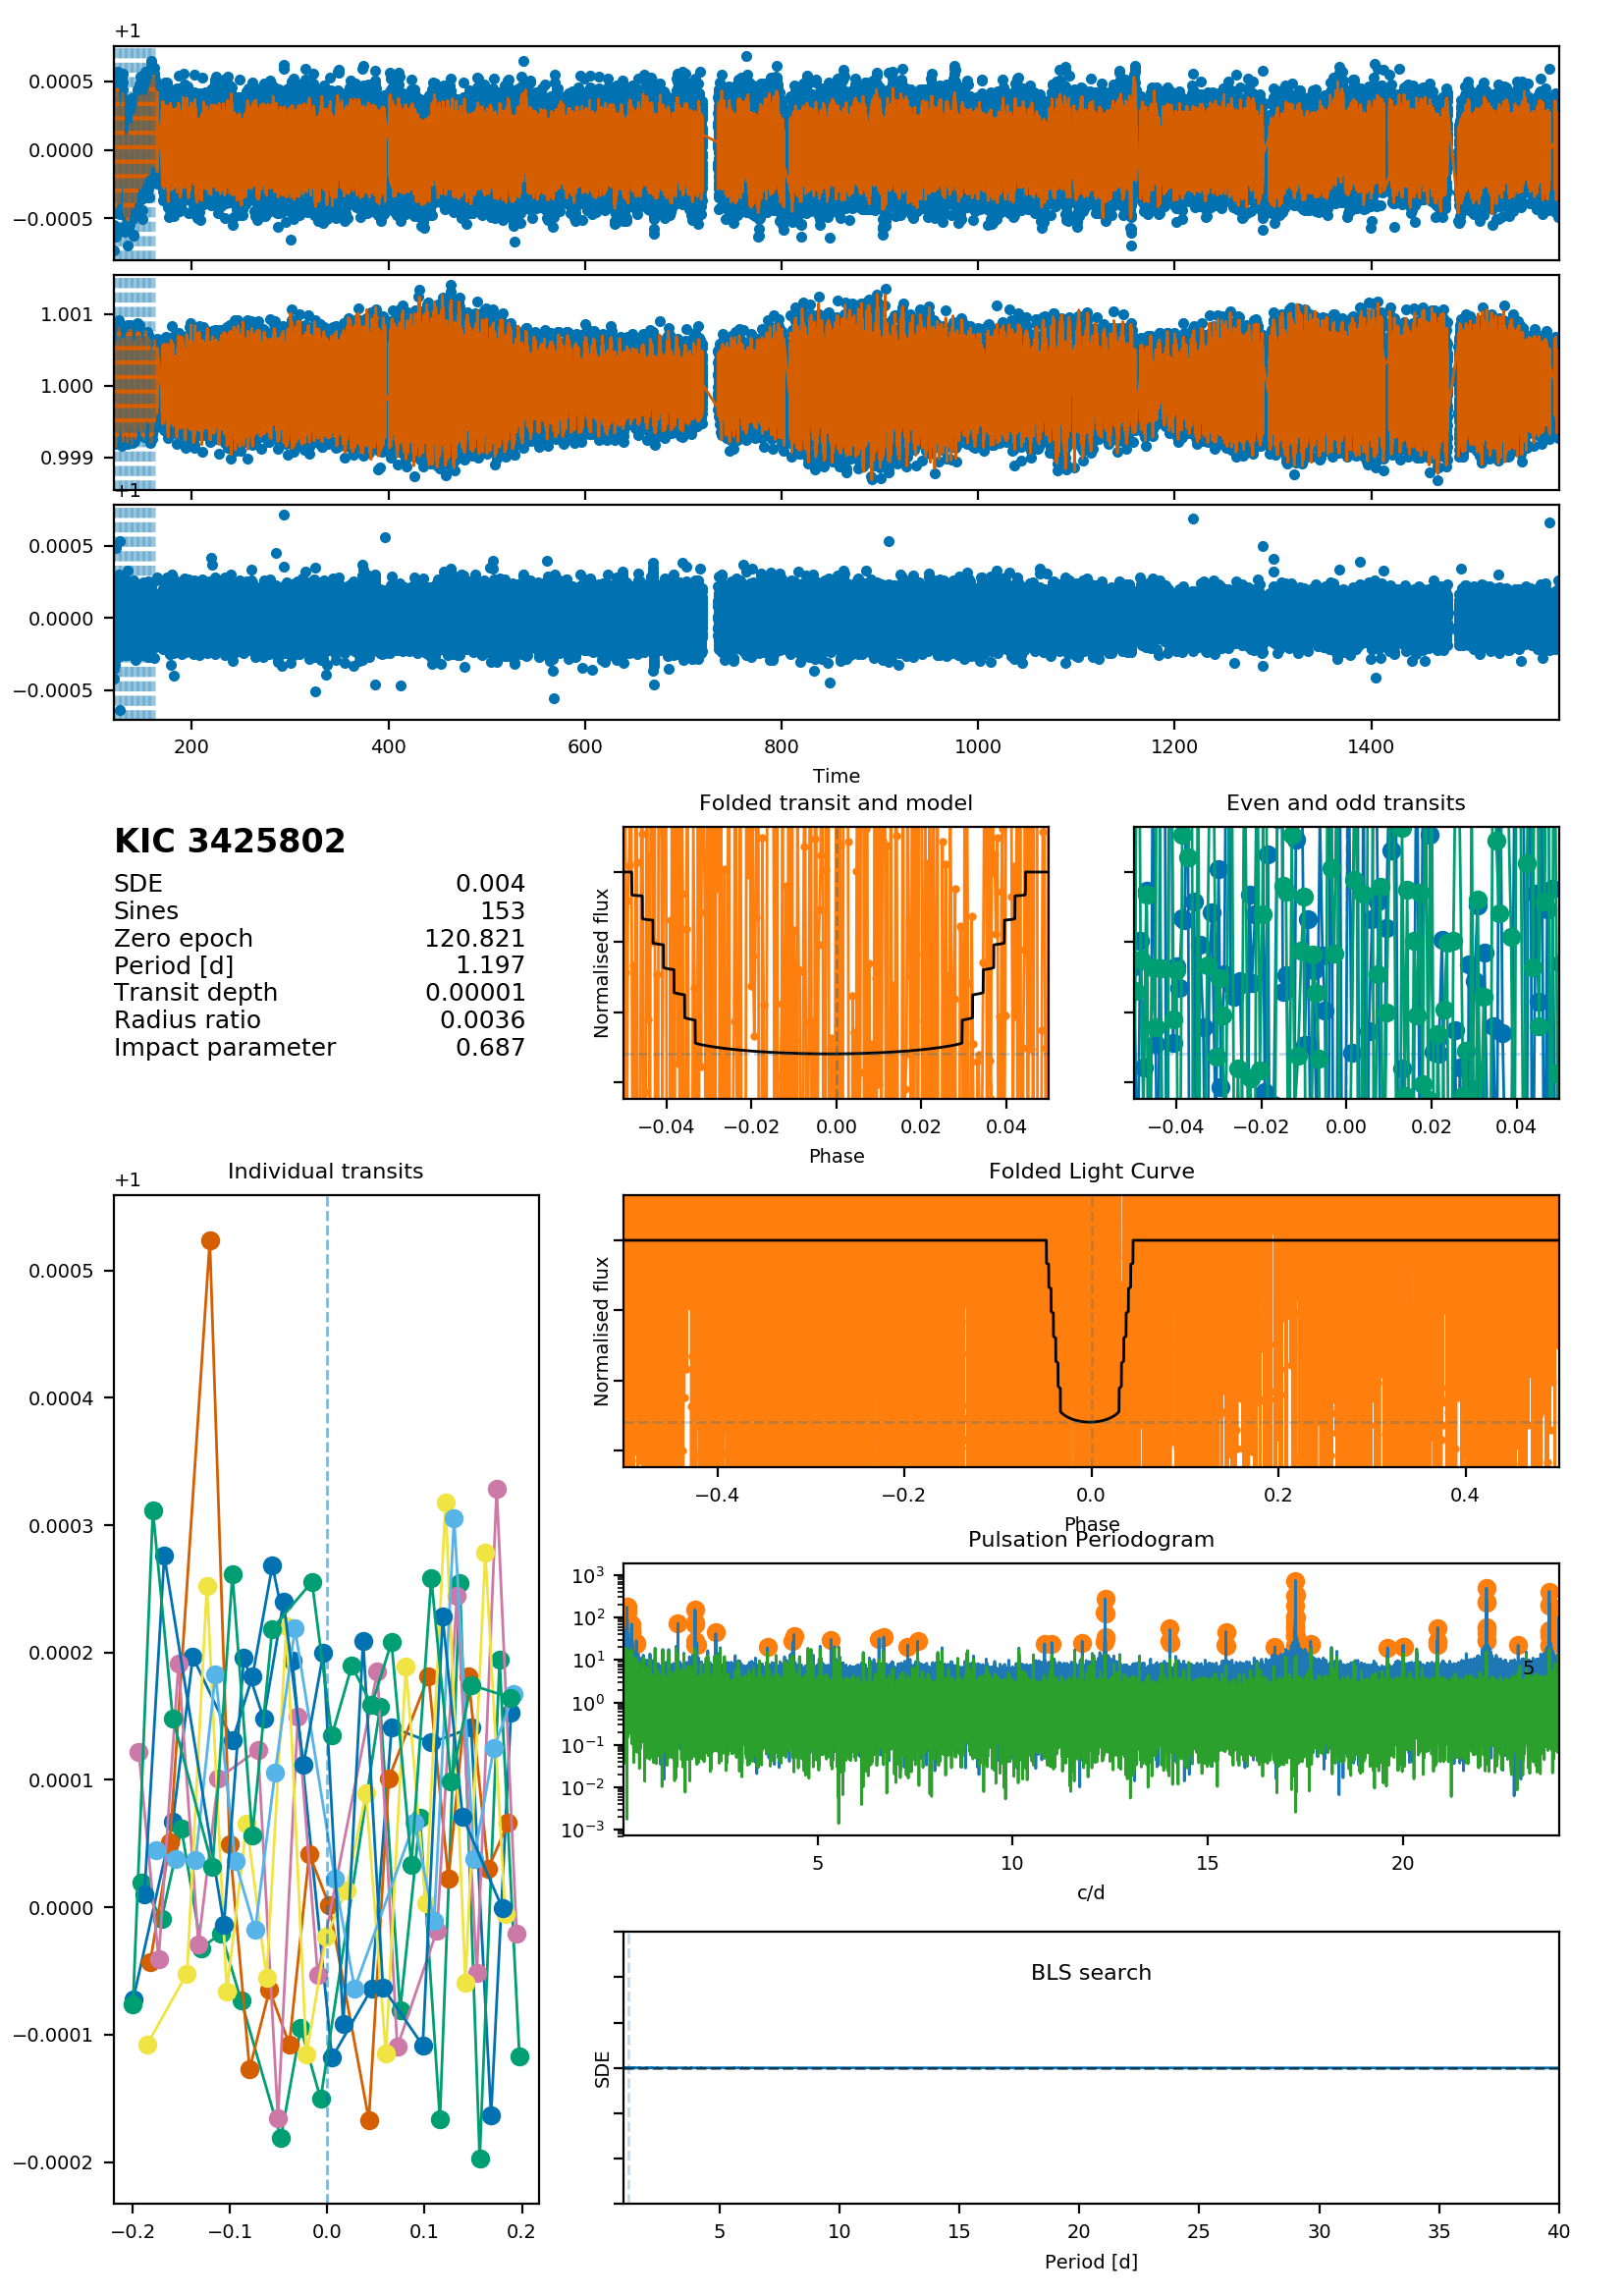 +1
0.0005
0.0000
−0.0005
1.001
1.000
0.999
+1
0.0005
0.0000
−0.0005
200 400 600 800 1000 1200 1400
Time
KIC 3425802
SDE 0.004
Sines 153
Zero epoch 120.821
Period [d] 1.197
Transit depth 0.00001
Radius ratio 0.0036
Impact parameter 0.687
Folded transit and model
Normalised flux
−0.04 −0.02 0.00 0.02 0.04
Phase
Even and odd transits
−0.04 −0.02 0.00 0.02 0.04
Individual transits
+1
0.0005
0.0004
0.0003
0.0002
0.0001
0.0000
−0.0001
−0.0002
−0.2 −0.1 0.0 0.1 0.2
Folded Light Curve
Normalised flux
−0.4 −0.2 0.0 0.2 0.4
Phase
Pulsation Periodogram
10³
10²
10¹
10⁰
10⁻¹
10⁻²
10⁻³
5
5 10 15 20
c/d
BLS search
SDE
5 10 15 20 25 30 35 40
Period [d]